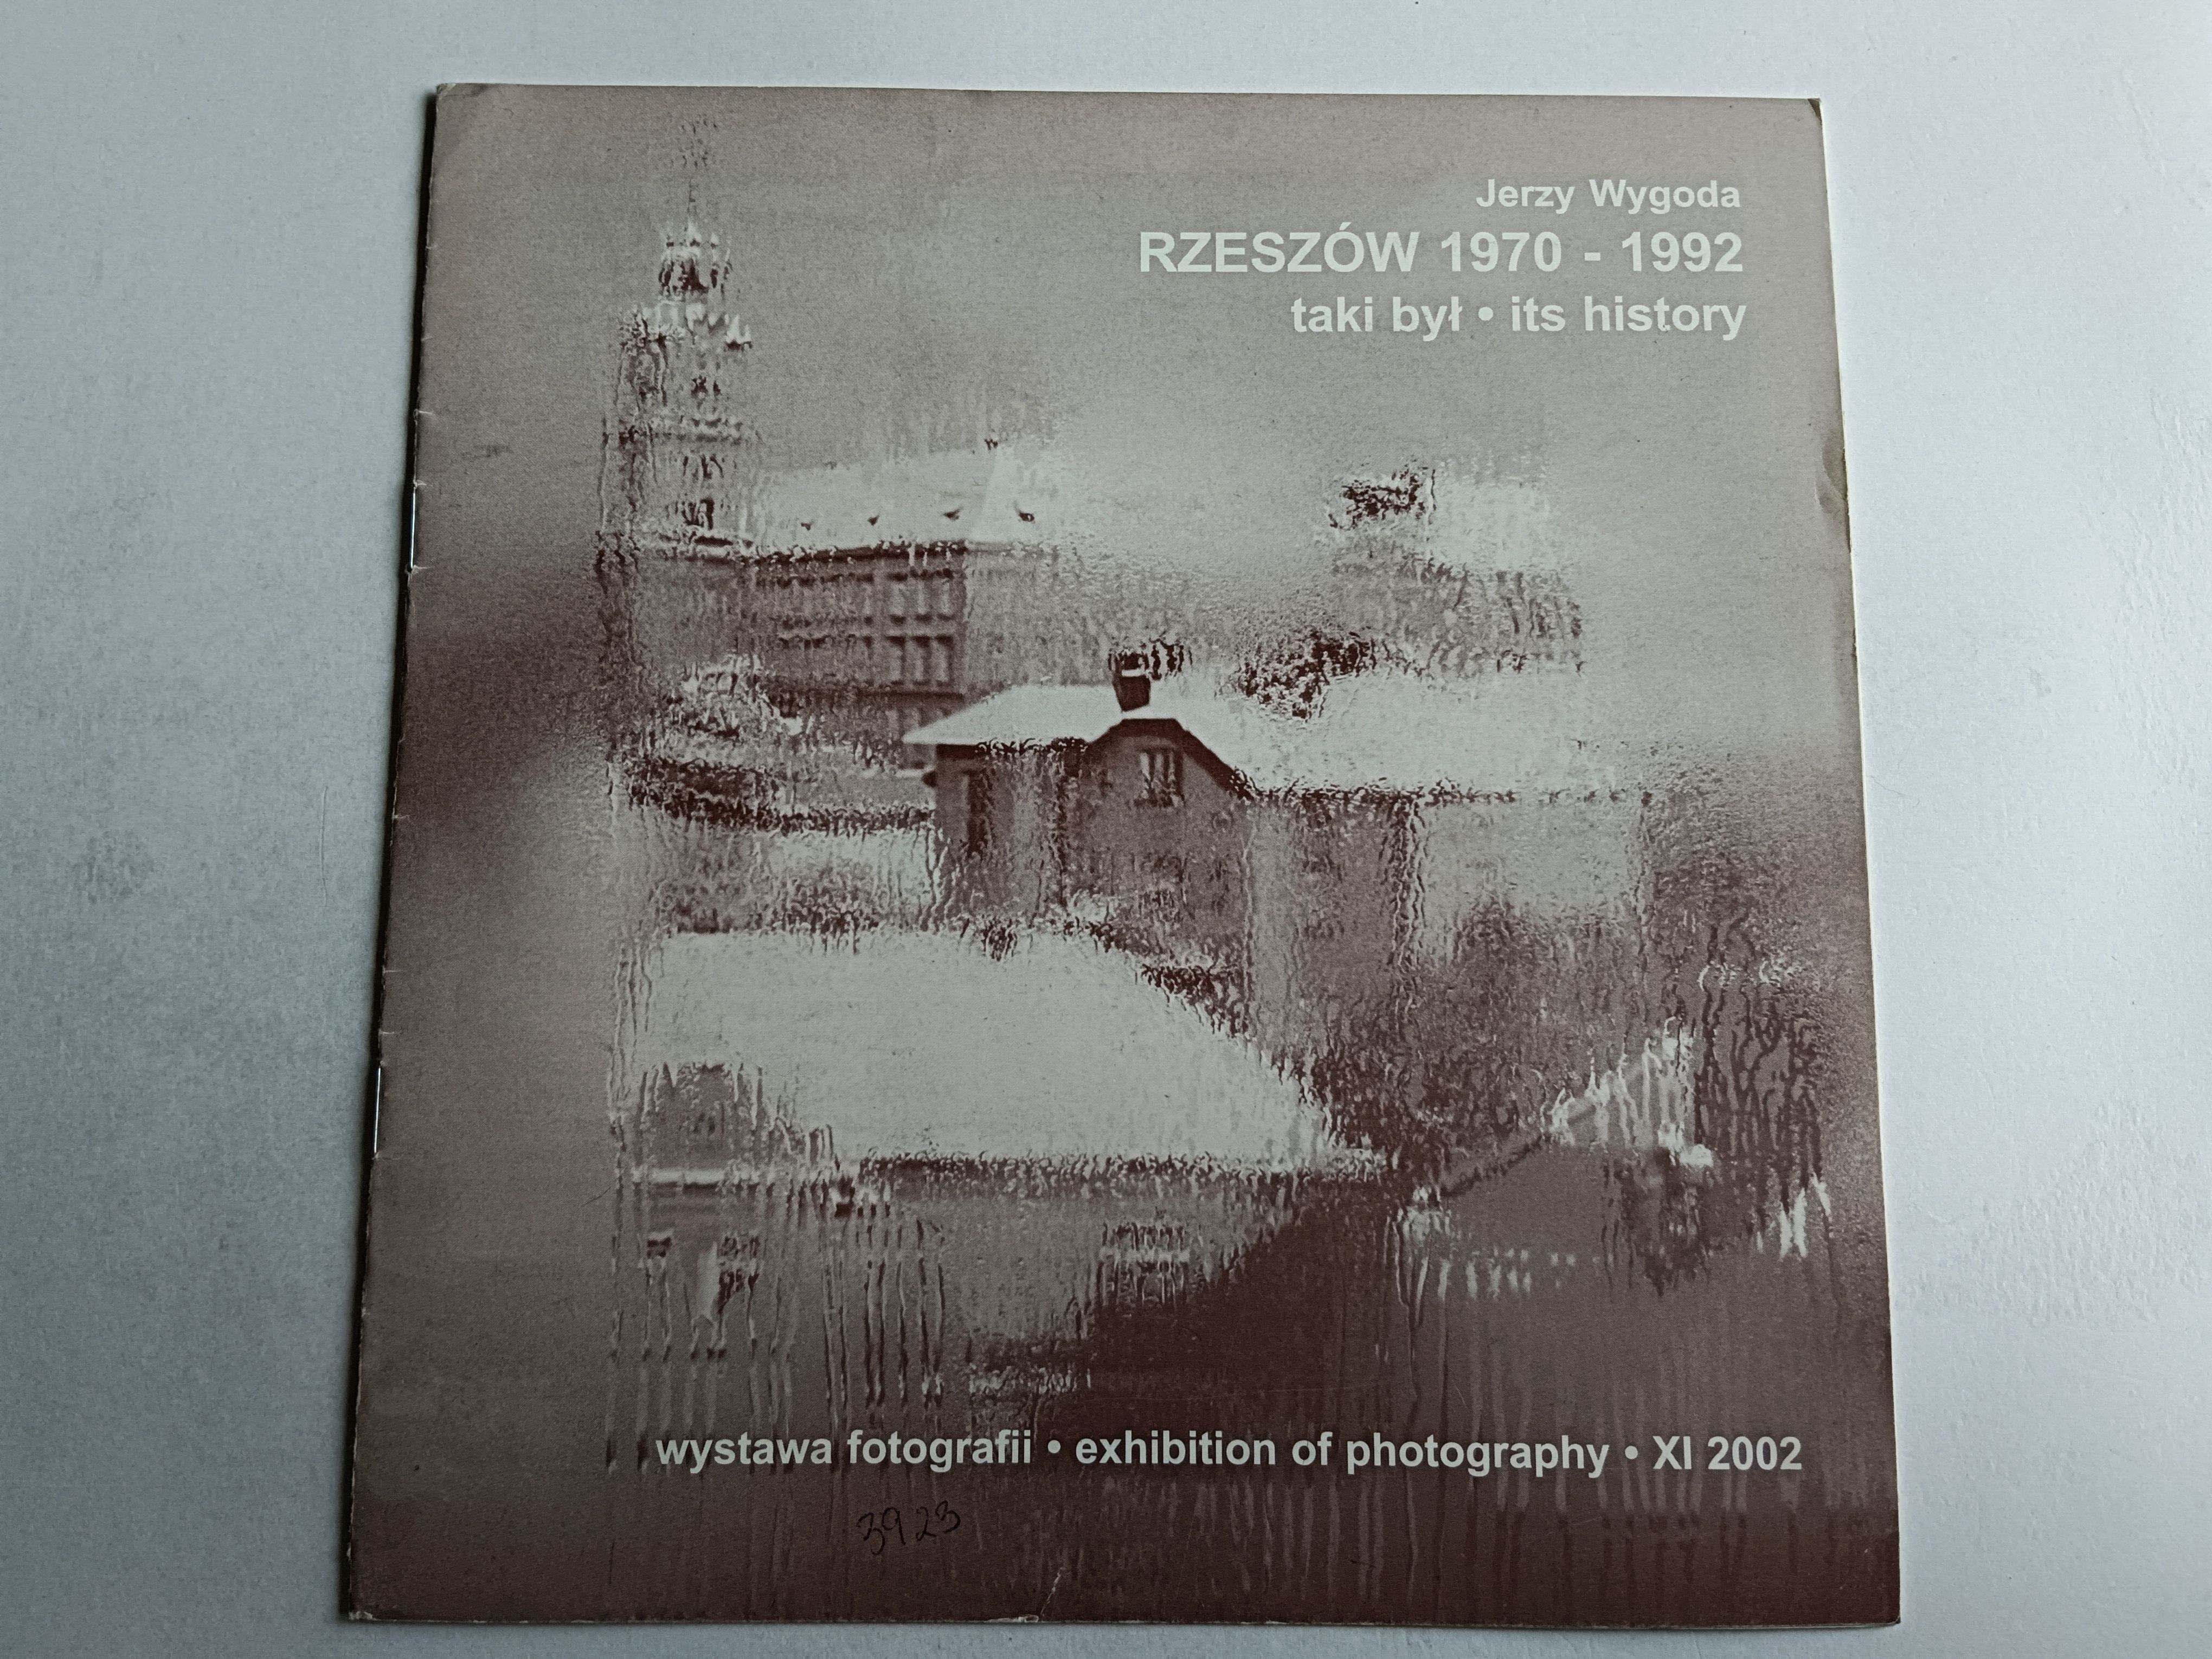 Jerzy Wygoda
RZESZÓW 1970 - 1992
taki był • its history
wystawa fotografii • exhibition of photography • XI 2002
3923